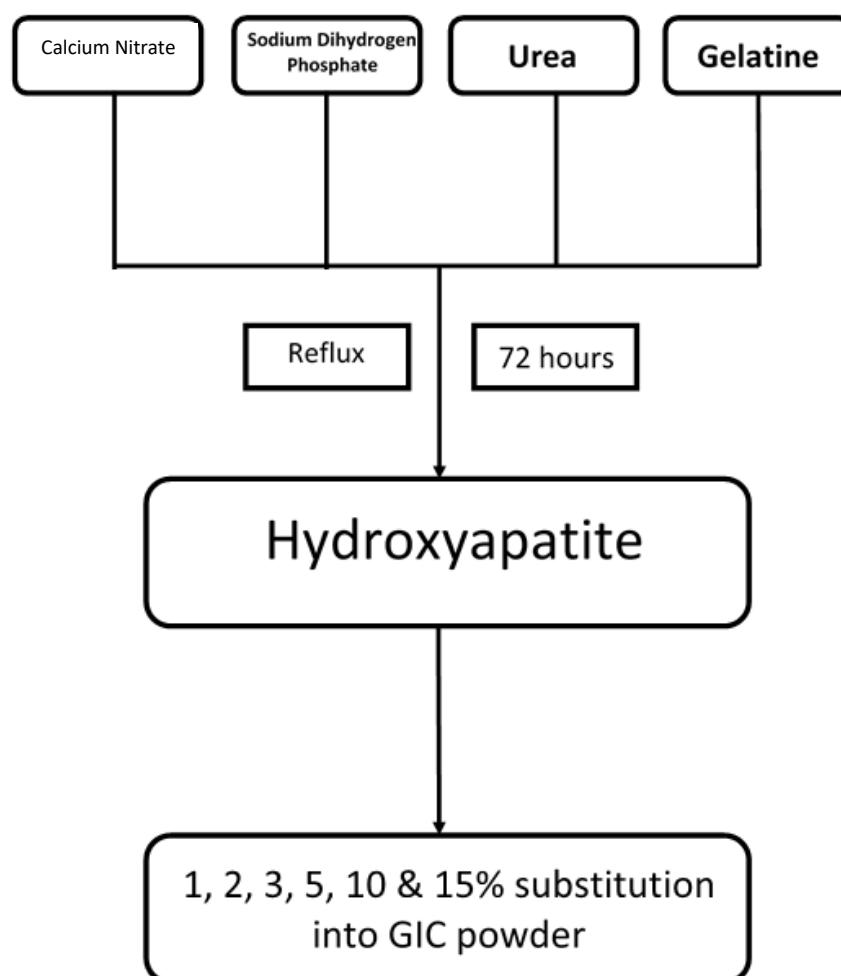 Calcium Nitrate
Sodium Dihydrogen
Phosphate
Urea
Gelatine
Reflux
72 hours
Hydroxyapatite
1, 2, 3, 5, 10 & 15% substitution
into GIC powder